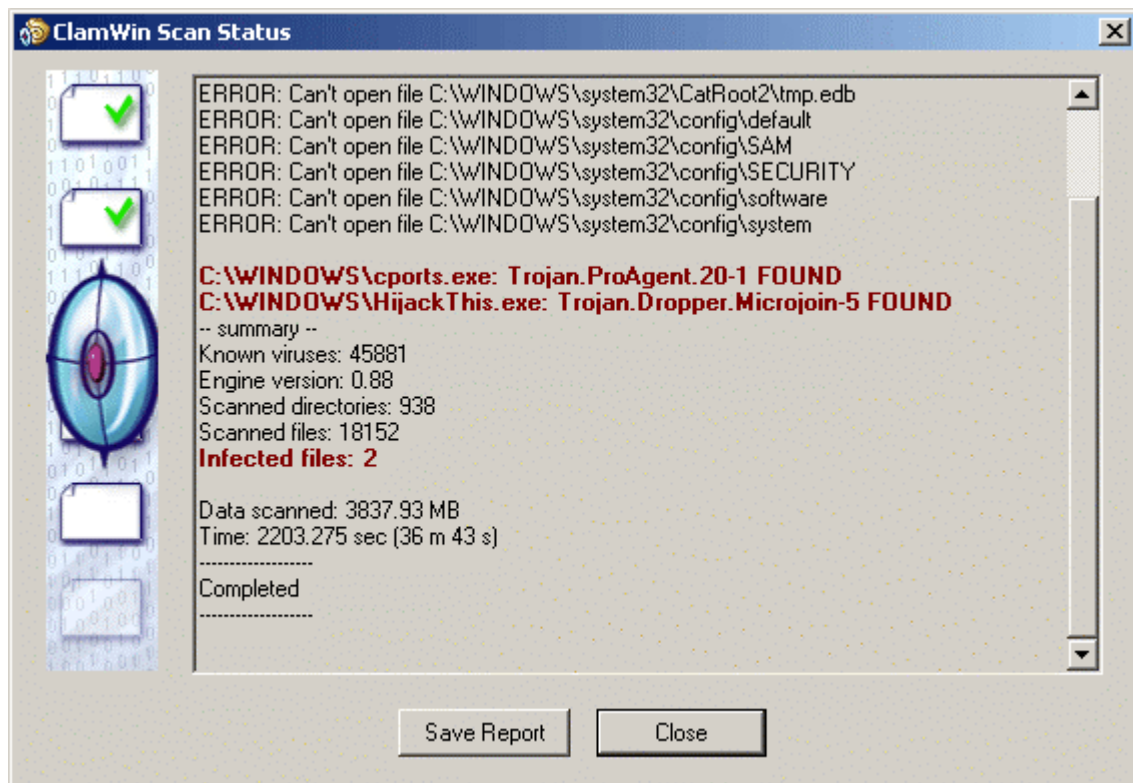 ClamWin Scan Status
ERROR: Can't open file C:\WINDOWS\system32\CatRoot2\tmp.edb
ERROR: Can't open file C:\WINDOWS\system32\config\default
ERROR: Can't open file C:\WINDOWS\system32\config\SAM
ERROR: Can't open file C:\WINDOWS\system32\config\SECURITY
ERROR: Can't open file C:\WINDOWS\system32\config\software
ERROR: Can't open file C:\WINDOWS\system32\config\system
C:\WINDOWS\cports.exe: Trojan.ProAgent.20-1 FOUND
C:\WINDOWS\HijackThis.exe: Trojan.Dropper.Microjoin-5 FOUND
-- summary --
Known viruses: 45881
Engine version: 0.88
Scanned directories: 938
Scanned files: 18152
Infected files: 2
Data scanned: 3837.93 MB
Time: 2203.275 sec (36 m 43 s)
-------------------
Completed
-------------------
Save Report
Close